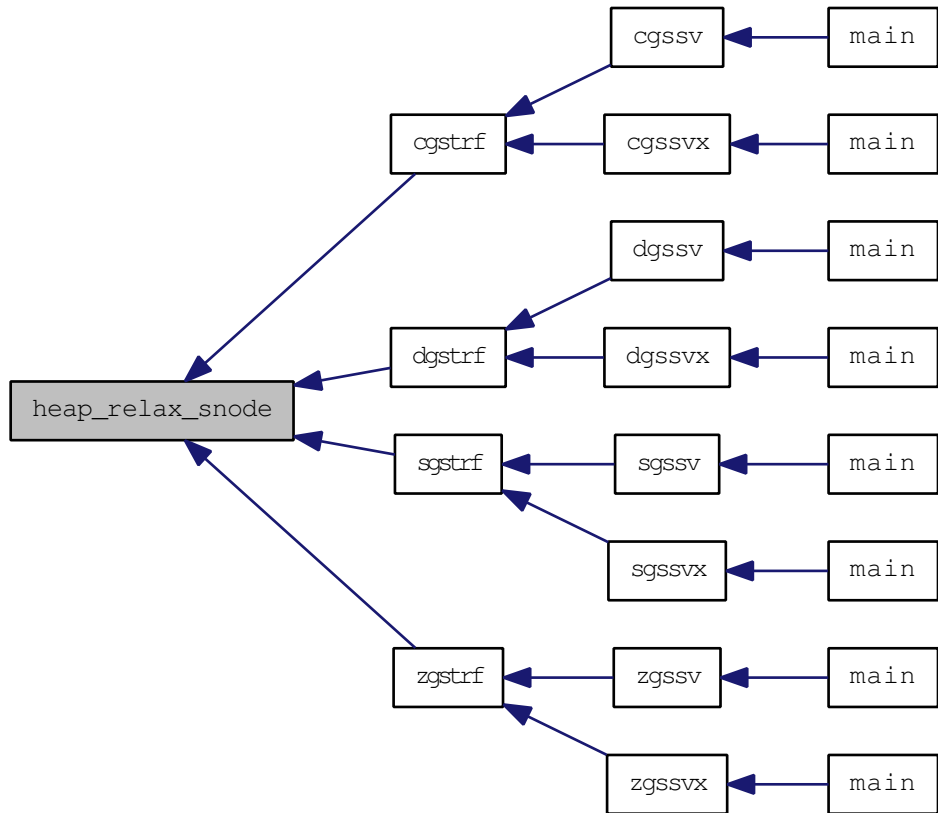 cgssv
main
cgstrf
cgssvx
main
dgssv
main
dgstrf
dgssvx
main
heap_relax_snode
sgstrf
sgssv
main
sgssvx
main
zgstrf
zgssv
main
zgssvx
main